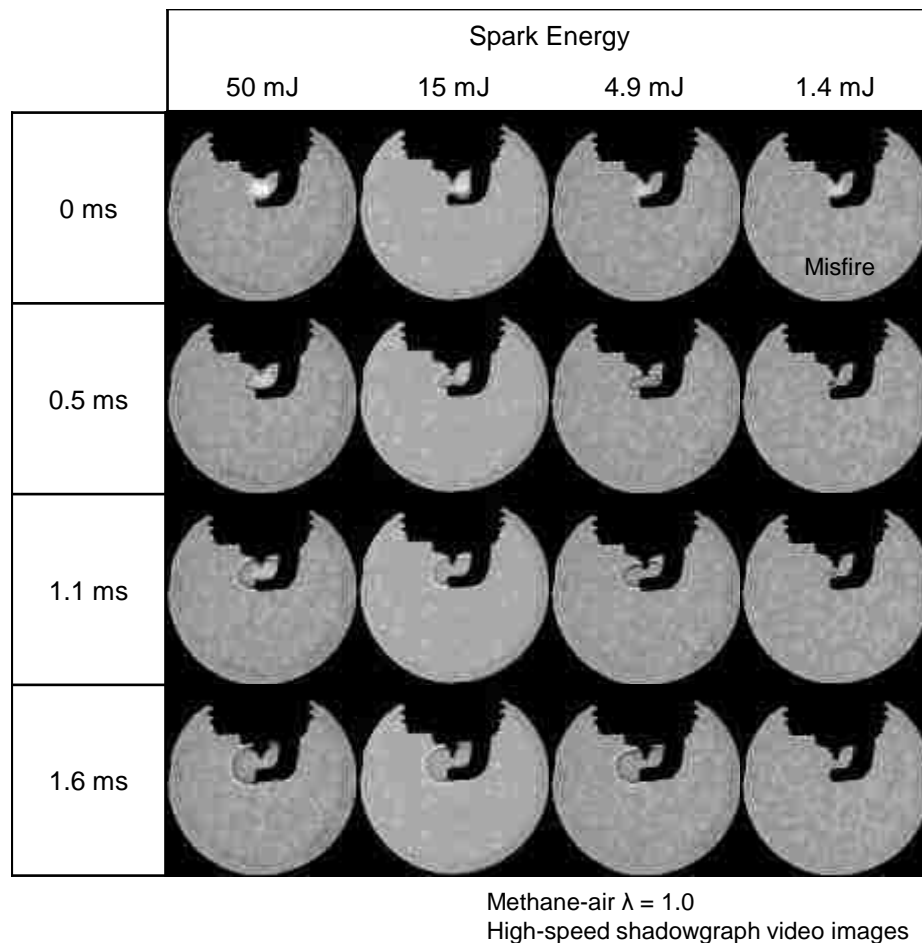 Spark Energy
50 mJ 15 mJ 4.9 mJ 1.4 mJ
0 ms
Misfire
0.5 ms
1.1 ms
1.6 ms
Methane-air λ = 1.0
High-speed shadowgraph video images